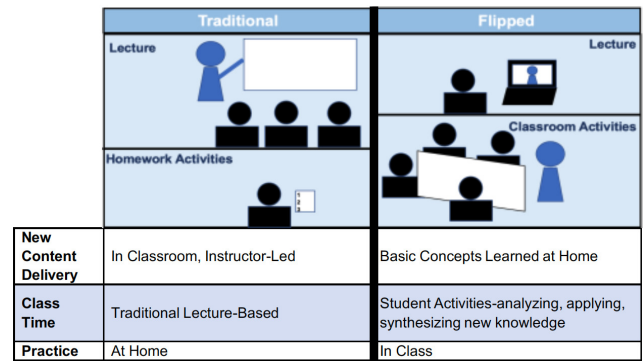 Traditional
Flipped
Lecture
Lecture
Homework Activities
1
2
3
Classroom Activities
New
Content
Delivery
In Classroom, Instructor-Led
Basic Concepts Learned at Home
Class
Time
Traditional Lecture-Based
Student Activities-analyzing, applying,
synthesizing new knowledge
Practice
At Home
In Class